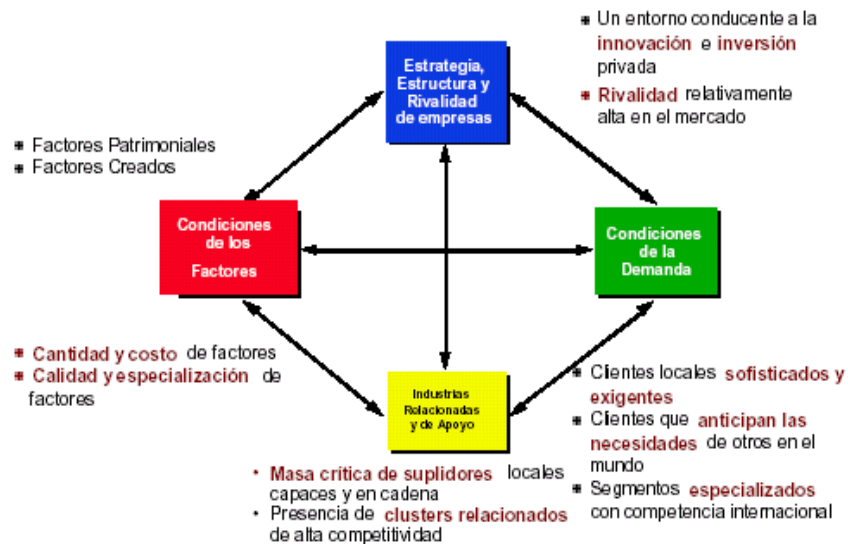 Un entorno conducente a la
innovación e inversión
privada
Rivalidad relativamente
alta en el mercado
Estrategia,
Estructura y
Rivalidad
de empresas
Factores Patrimoniales
Factores Creados
Condiciones
de los
Factores
Condiciones
de la
Demanda
Cantidad y costo de factores
Calidad y especialización de
factores
Industrias
Relacionadas
y de Apoyo
Clientes locales sofisticados y
exigentes
Clientes que anticipan las
necesidades de otros en el
mundo
Segmentos especializados
con competencia internacional
• Masa crítica de suplidores locales
capaces y en cadena
• Presencia de clusters relacionados
de alta competitividad